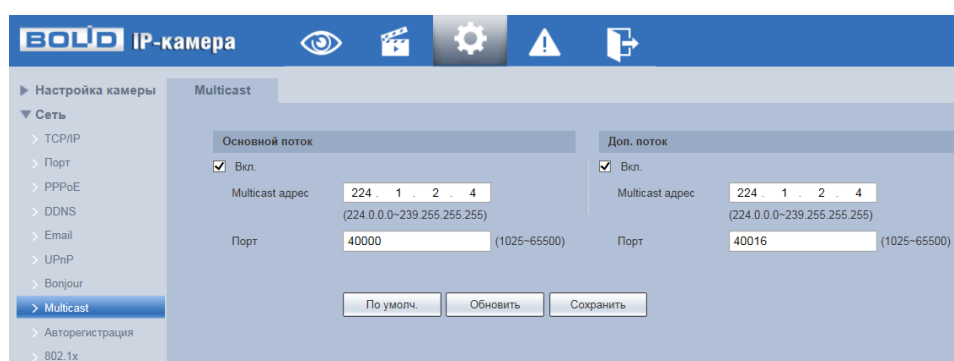 BOLID IP-камера
Настройка камеры
Сеть
TCP/IP
Порт
PPPoE
DDNS
Email
UPnP
Bonjour
Multicast
Авторегистрация
802.1x
Multicast
Основной поток
Вкл.
Multicast адрес 224 . 1 . 2 . 4
(224.0.0.0~239.255.255.255)
Порт 40000 (1025~65500)
Доп. поток
Вкл.
Multicast адрес 224 . 1 . 2 . 4
(224.0.0.0~239.255.255.255)
Порт 40016 (1025~65500)
По умолч. Обновить Сохранить